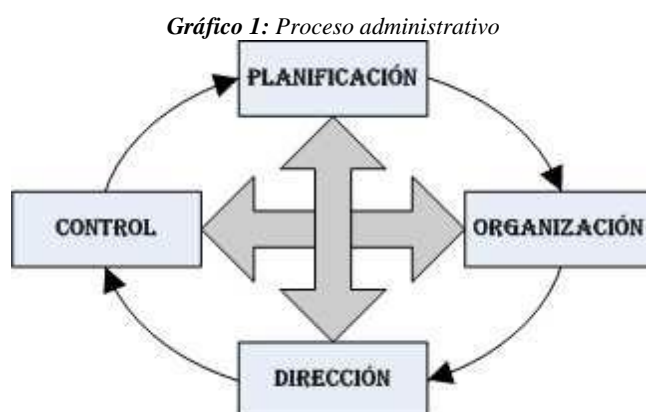 Gráfico 1: Proceso administrativo
PLANIFICACIÓN
CONTROL
ORGANIZACIÓN
DIRECCIÓN